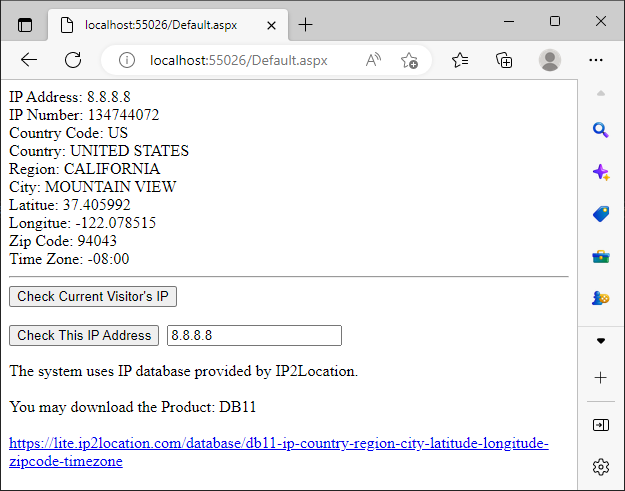 localhost:55026/Default.aspx
localhost:55026/Default.aspx
IP Address: 8.8.8.8
IP Number: 134744072
Country Code: US
Country: UNITED STATES
Region: CALIFORNIA
City: MOUNTAIN VIEW
Latitue: 37.405992
Longitue: -122.078515
Zip Code: 94043
Time Zone: -08:00
Check Current Visitor's IP
Check This IP Address 8.8.8.8
The system uses IP database provided by IP2Location.
You may download the Product: DB11
https://lite.ip2location.com/database/db11-ip-country-region-city-latitude-longitude-
zipcode-timezone